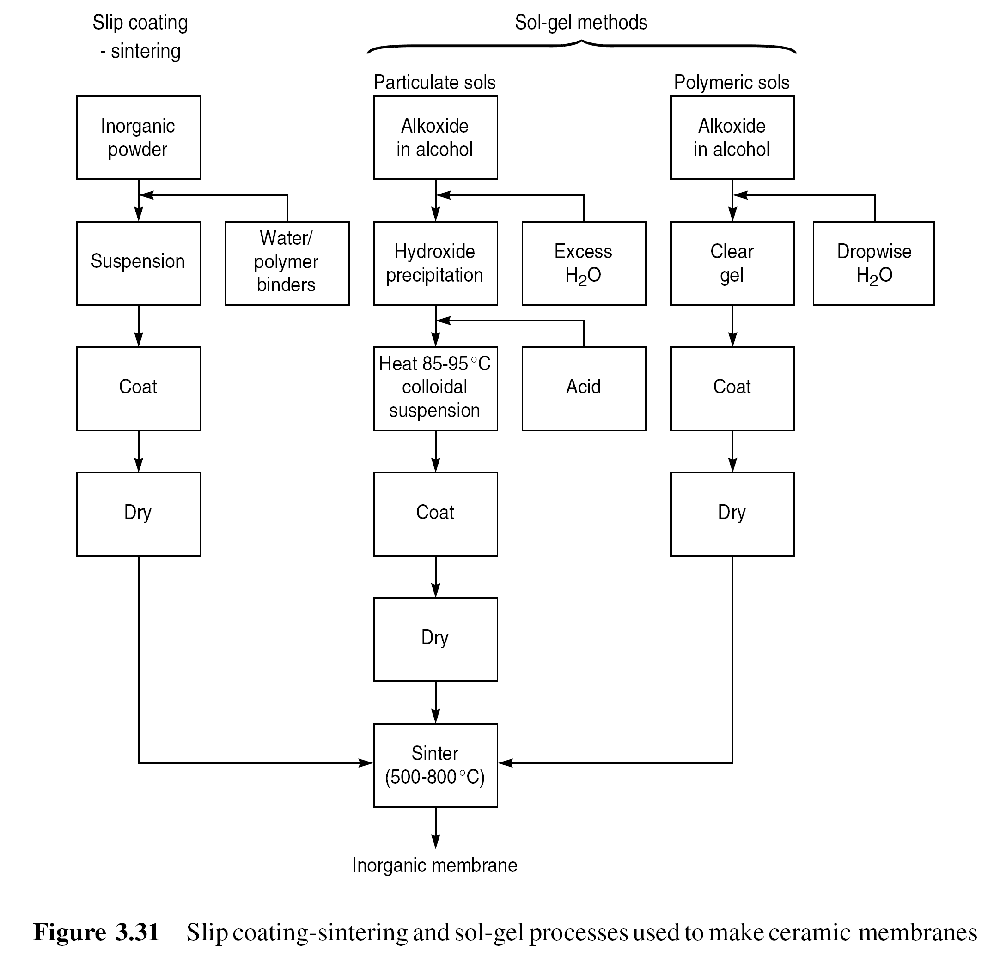 Slip coating
- sintering
Sol-gel methods
Particulate sols
Polymeric sols
Inorganic
powder
Alkoxide
in alcohol
Alkoxide
in alcohol
Suspension
Water/
polymer
binders
Hydroxide
precipitation
Excess
H₂O
Clear
gel
Dropwise
H₂O
Coat
Heat 85-95°C
colloidal
suspension
Acid
Coat
Dry
Coat
Dry
Dry
Sinter
(500-800°C)
Inorganic membrane
Figure 3.31 Slip coating-sintering and sol-gel processes used to make ceramic membranes